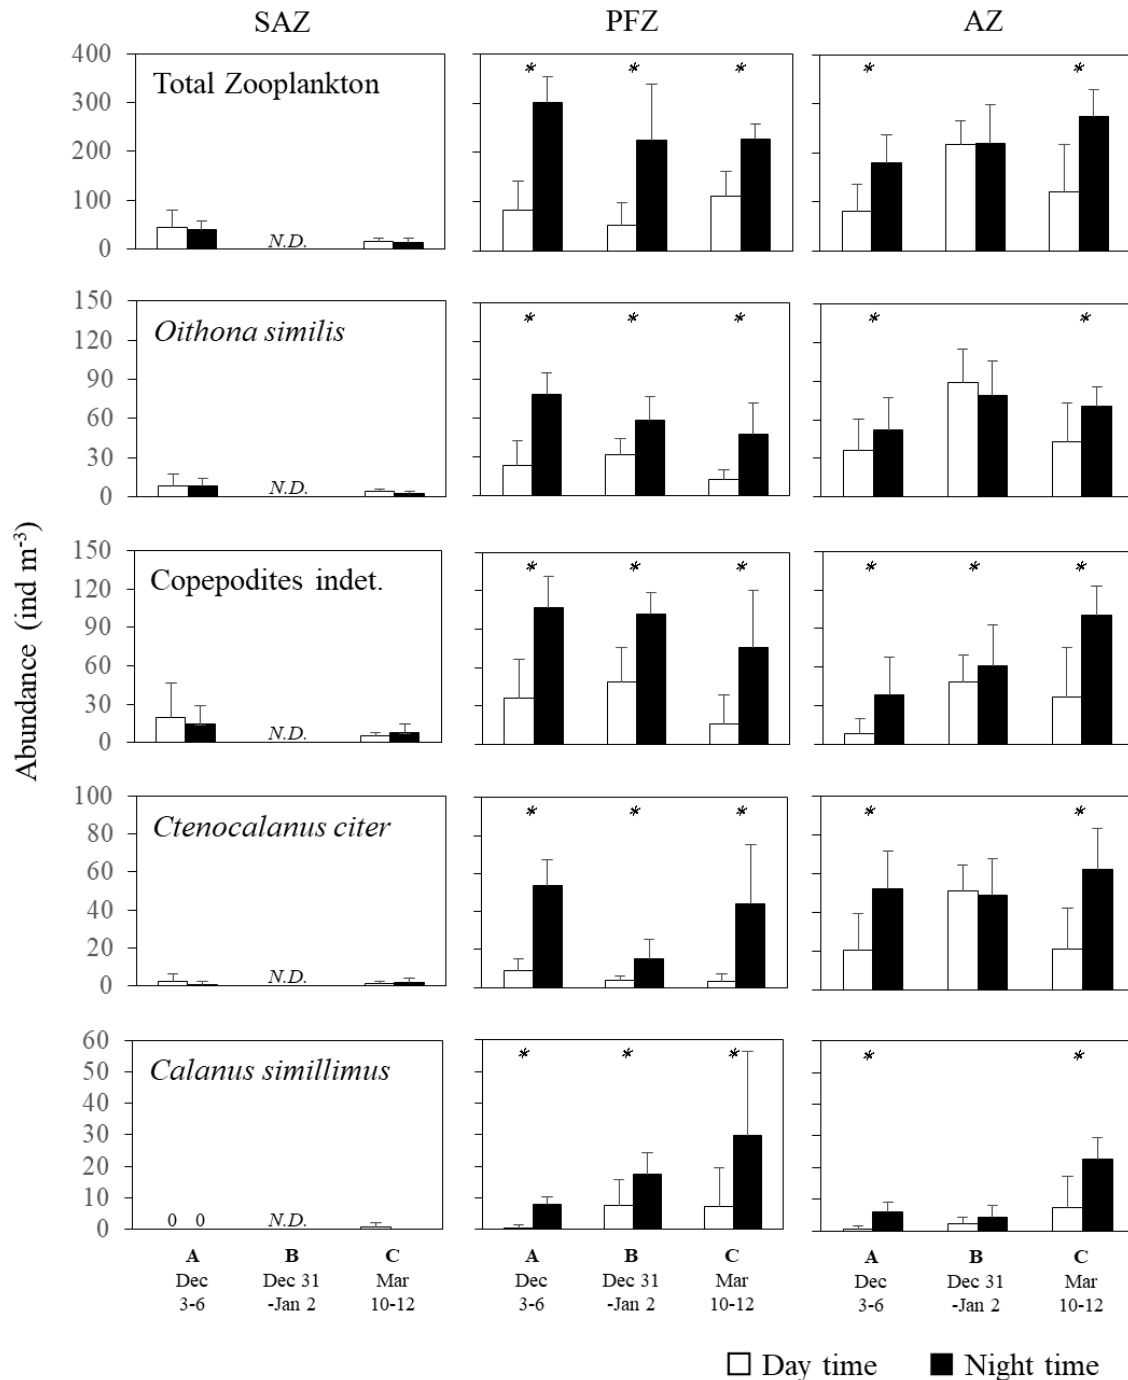 SAZ PFZ AZ
400
300
200
100
0
Total Zooplankton
N.D.
* * *
* *
150
120
90
60
30
0
Oithona similis
N.D.
* * *
* *
Abundance (ind m-3)
150
120
90
60
30
0
Copepodites indet.
N.D.
* * *
* * *
100
80
60
40
20
0
Ctenocalanus citer
N.D.
* * *
* *
60
50
40
30
20
10
0
Calanus simillimus
0 0 N.D.
* * *
* *
A B C A B C A B C
Dec Dec 31 Mar Dec Dec 31 Mar Dec Dec 31 Mar
3-6 -Jan 2 10-12 3-6 -Jan 2 10-12 3-6 -Jan 2 10-12
Day time Night time